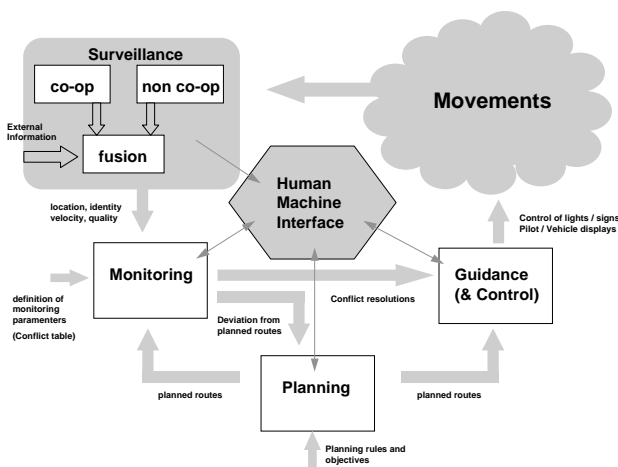 Surveillance
co-op
non co-op
External
Information
fusion
Movements
Human
Machine
Interface
location, identity
velocity, quality
Control of lights / signs
Pilot / Vehicle displays
Monitoring
Guidance
(& Control)
definition of
monitoring
paramenters
(Conflict table)
Conflict resolutions
Deviation from
planned routes
Planning
planned routes
planned routes
Planning rules and
objectives